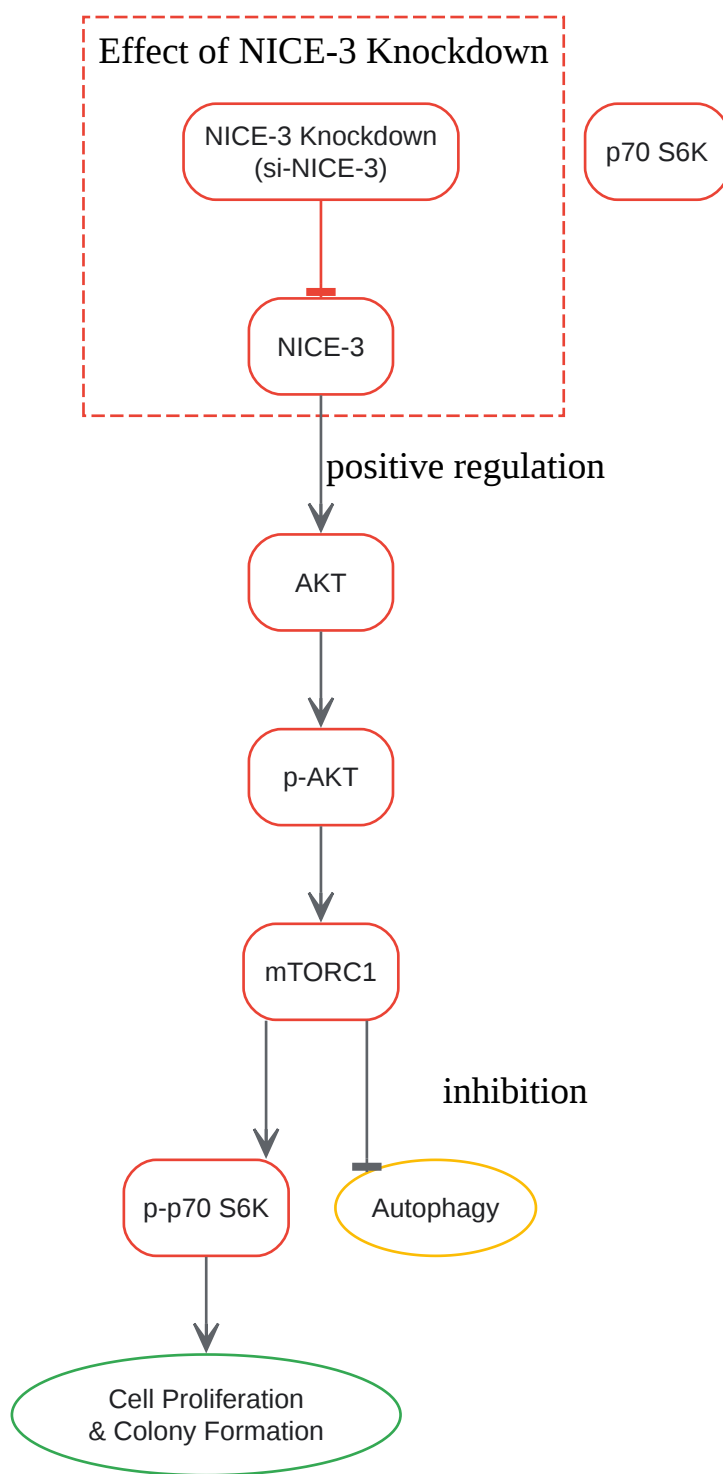 Effect of NICE-3 Knockdown
NICE-3 Knockdown
(si-NICE-3)
p70 S6K
NICE-3
positive regulation
AKT
p-AKT
mTORC1
inhibition
p-p70 S6K
Autophagy
Cell Proliferation
& Colony Formation